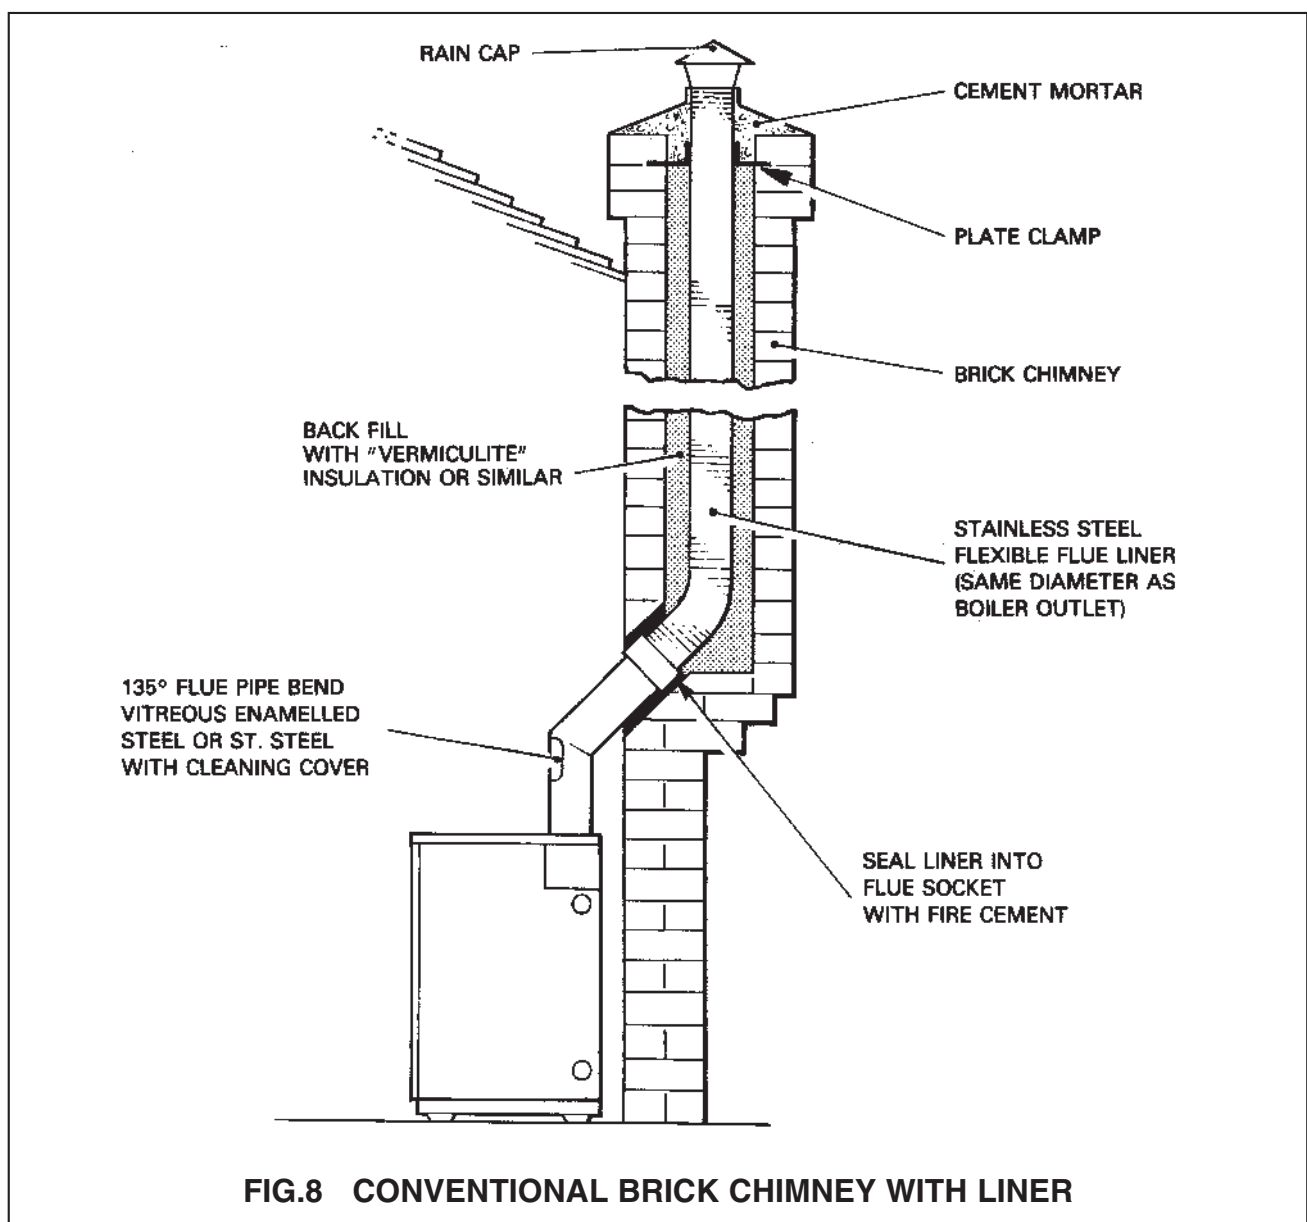 RAIN CAP
CEMENT MORTAR
PLATE CLAMP
BRICK CHIMNEY
BACK FILL
WITH "VERMICULITE"
INSULATION OR SIMILAR
STAINLESS STEEL
FLEXIBLE FLUE LINER
(SAME DIAMETER AS
BOILER OUTLET)
135º FLUE PIPE BEND
VITREOUS ENAMELLED
STEEL OR ST. STEEL
WITH CLEANING COVER
SEAL LINER INTO
FLUE SOCKET
WITH FIRE CEMENT
FIG.8 CONVENTIONAL BRICK CHIMNEY WITH LINER